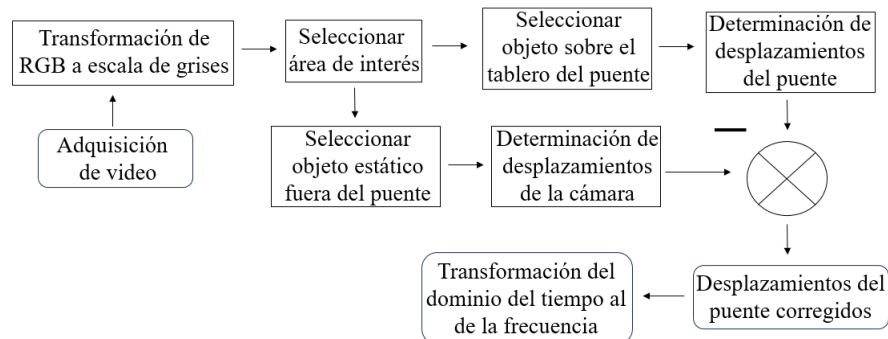 Transformación de
RGB a escala de grises
Seleccionar
área de interés
Seleccionar
objeto sobre el
tablero del puente
Determinación de
desplazamientos
del puente
Adquisición
de video
Seleccionar
objeto estático
fuera del puente
Determinación de
desplazamientos
de la cámara
Transformación del
dominio del tiempo al
de la frecuencia
Desplazamientos del
puente corregidos